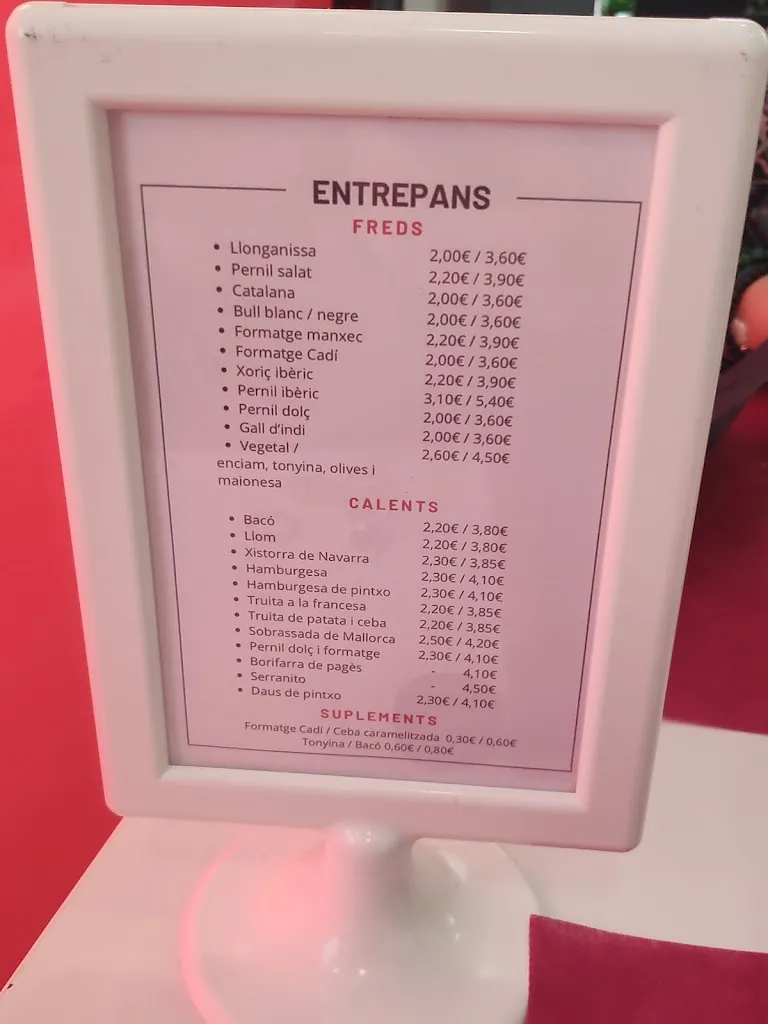 ENTREPANS
FREDS
• Llonganissa 2,00€ / 3,60€
• Pernil salat 2,20€ / 3,90€
• Catalana 2,00€ / 3,60€
• Bull blanc / negre 2,00€ / 3,60€
• Formatge manxec 2,20€ / 3,90€
• Formatge Cadí 2,00€ / 3,60€
• Xoriç ibèric 2,20€ / 3,90€
• Pernil ibèric 3,10€ / 5,40€
• Pernil dolç 2,00€ / 3,60€
• Gall d'indi 2,00€ / 3,60€
• Vegetal / 2,60€ / 4,50€
enciam, tonyina, olives i
maionesa
CALENTS
• Bacó 2,20€ / 3,80€
• Llom 2,20€ / 3,80€
• Xistorra de Navarra 2,30€ / 3,85€
• Hamburgesa 2,30€ / 4,10€
• Hamburgesa de pintxo 2,30€ / 4,10€
• Truita a la francesa 2,20€ / 3,85€
• Truita de patata i ceba 2,20€ / 3,85€
• Sobrassada de Mallorca 2,50€ / 4,20€
• Pernil dolç i formatge 2,30€ / 4,10€
• Borifarra de pagès - 4,10€
• Serranito - 4,50€
• Daus de pintxo 2,30€ / 4,10€
SUPLEMENTS
Formatge Cadí / Ceba caramelitzada 0,30€ / 0,60€
Tonyina / Bacó 0,60€ / 0,80€